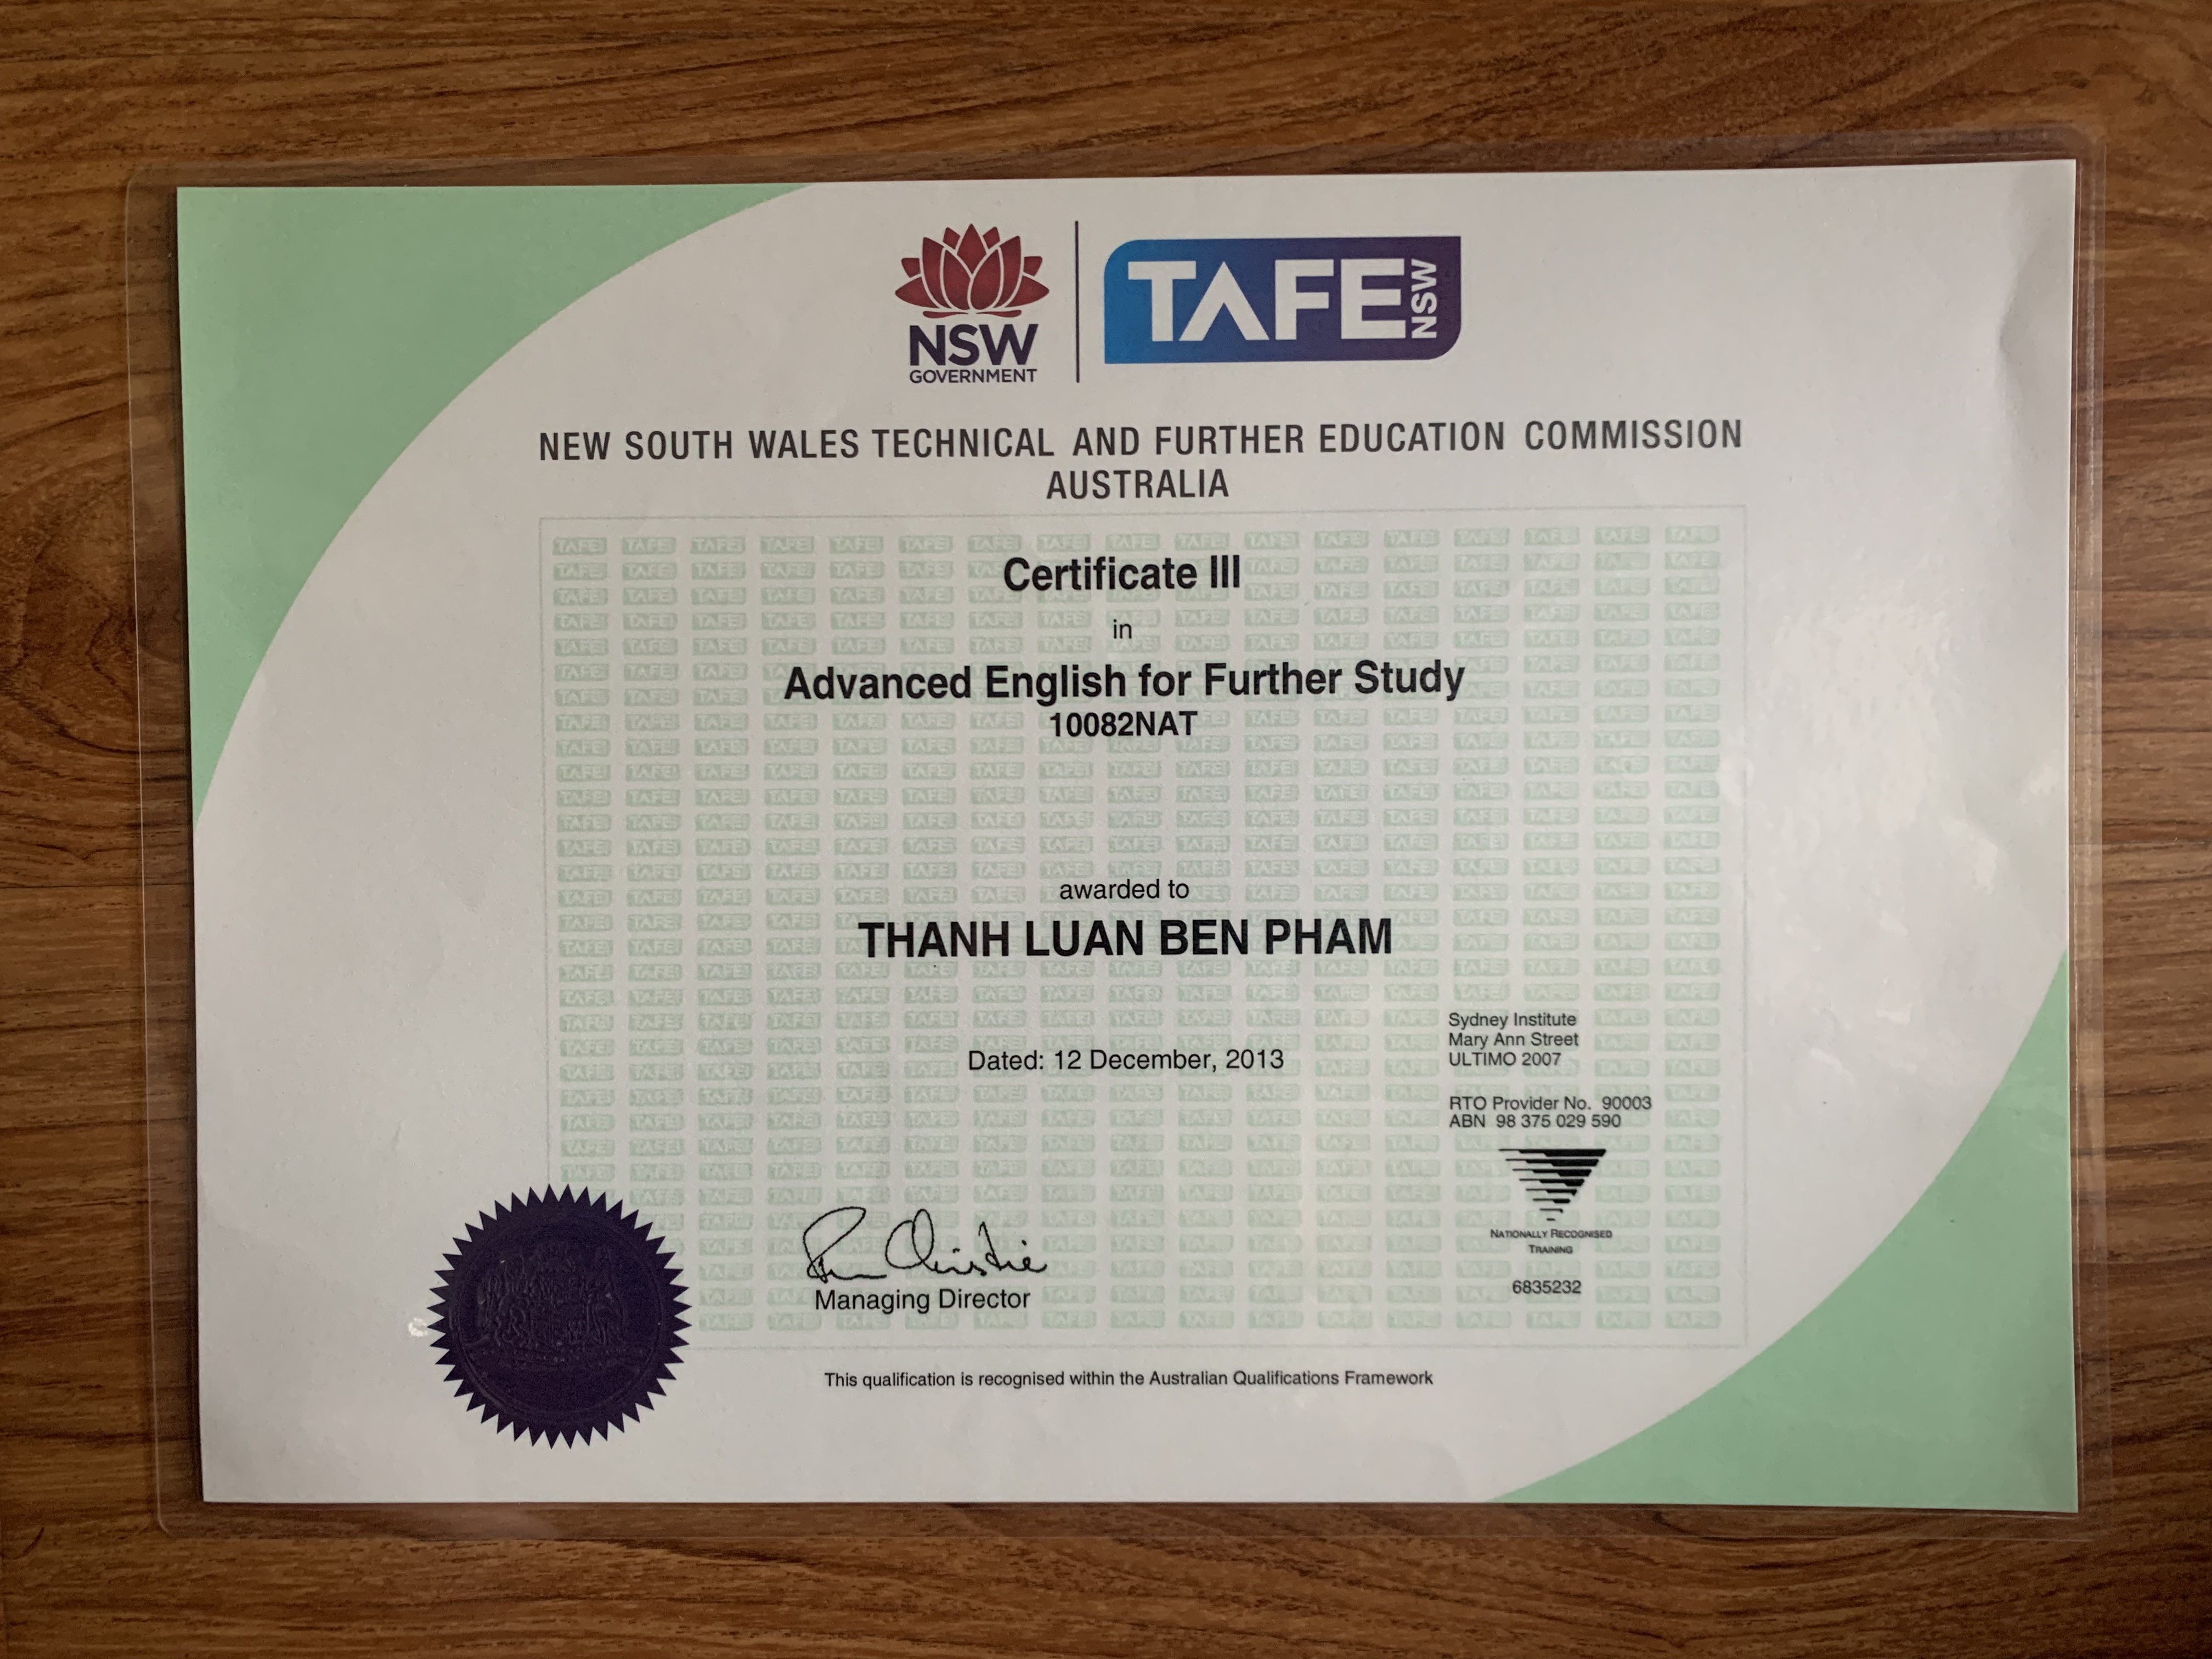 NSW
GOVERNMENT
TAFE NSW
NEW SOUTH WALES TECHNICAL AND FURTHER EDUCATION COMMISSION
AUSTRALIA
Certificate III
in
Advanced English for Further Study
10082NAT
awarded to
THANH LUAN BEN PHAM
Dated: 12 December, 2013
Sydney Institute
Mary Ann Street
ULTIMO 2007
RTO Provider No. 90003
ABN 98 375 029 590
NATIONALLY RECOGNISED
TRAINING
6835232
Managing Director
This qualification is recognised within the Australian Qualifications Framework